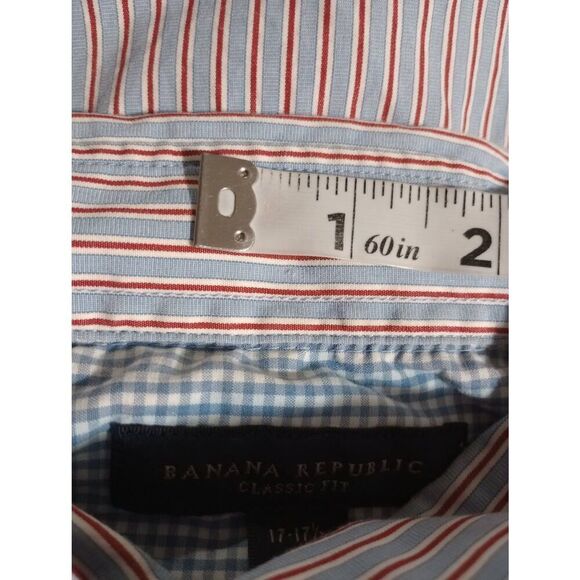 1 60in 2
BANANA REPUBLIC
CLASSIC FIT
17-17½